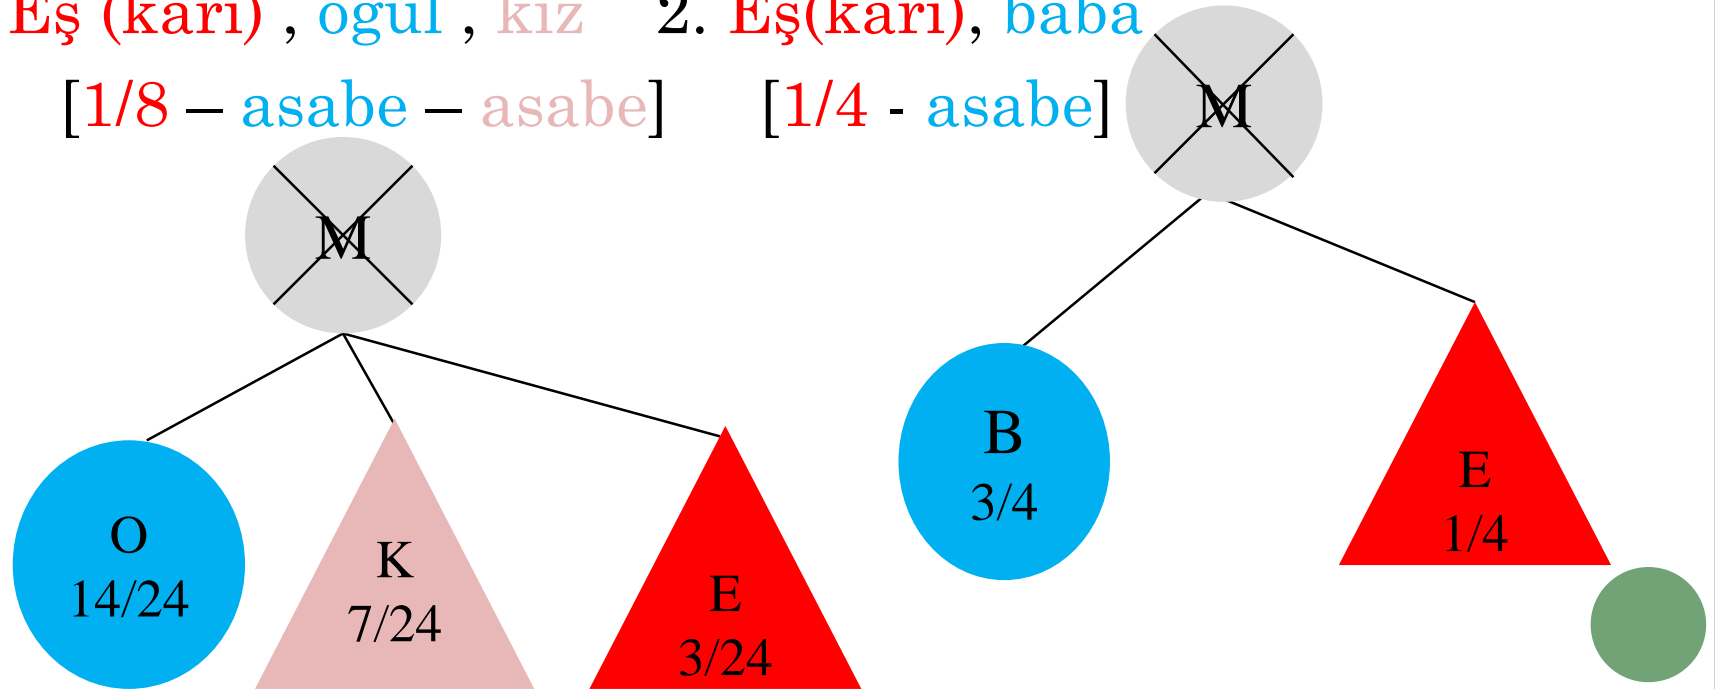 Eş (karı) , oğul , kız 2. Eş(karı), baba
[1/8 – asabe – asabe] [1/4 - asabe]
M
M
B
3/4
E
1/4
O
14/24
K
7/24
E
3/24